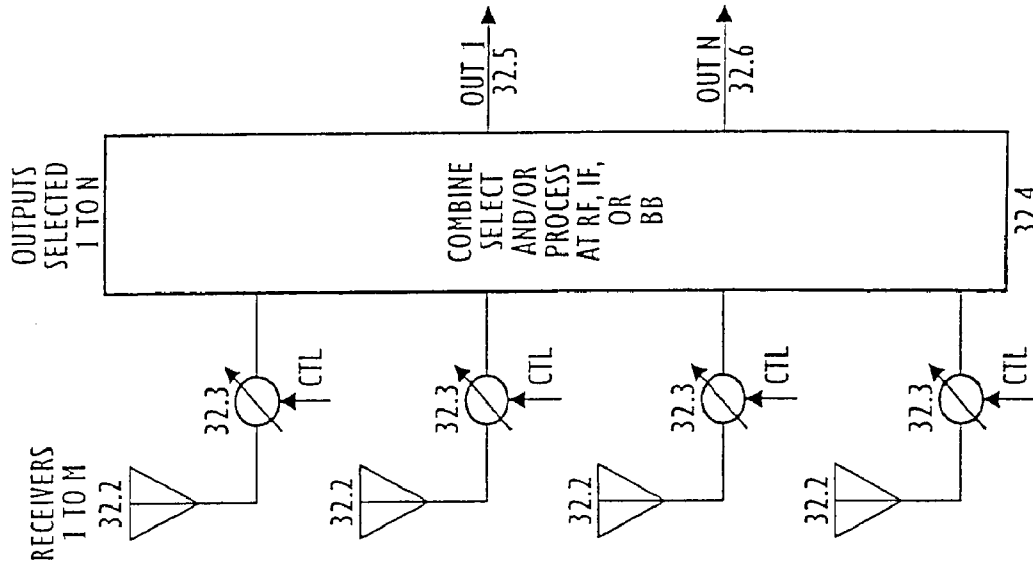 RECEIVERS
1 TO M
32.2
32.2
32.2
32.2
32.3
CTL
32.3
CTL
32.3
CTL
32.3
CTL
OUTPUTS
SELECTED
1 TO N
COMBINE
SELECT
AND/OR
PROCESS
AT RF, IF,
OR
BB
32.4
OUT 1
32.5
OUT N
32.6